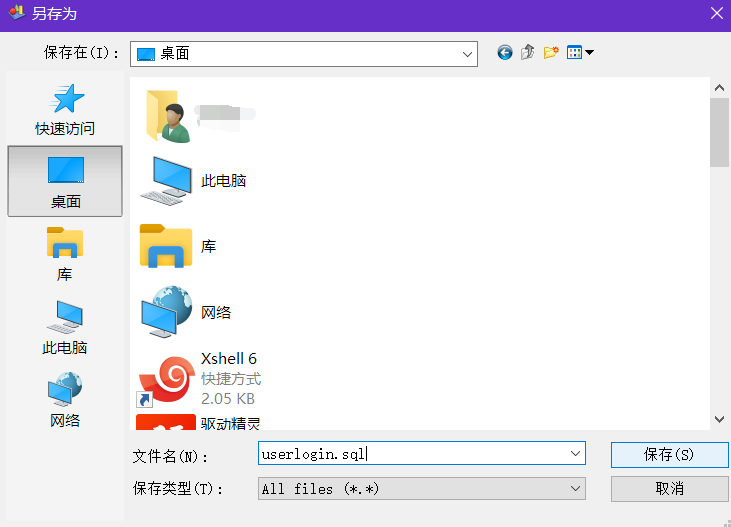 另存为
保存在(I):
桌面
快速访问
桌面
库
此电脑
网络
此电脑
库
网络
Xshell 6
快捷方式
2.05 KB
驱动精灵
文件名(N):
userlogin.sql
保存(S)
保存类型(T):
All files (*.*)
取消